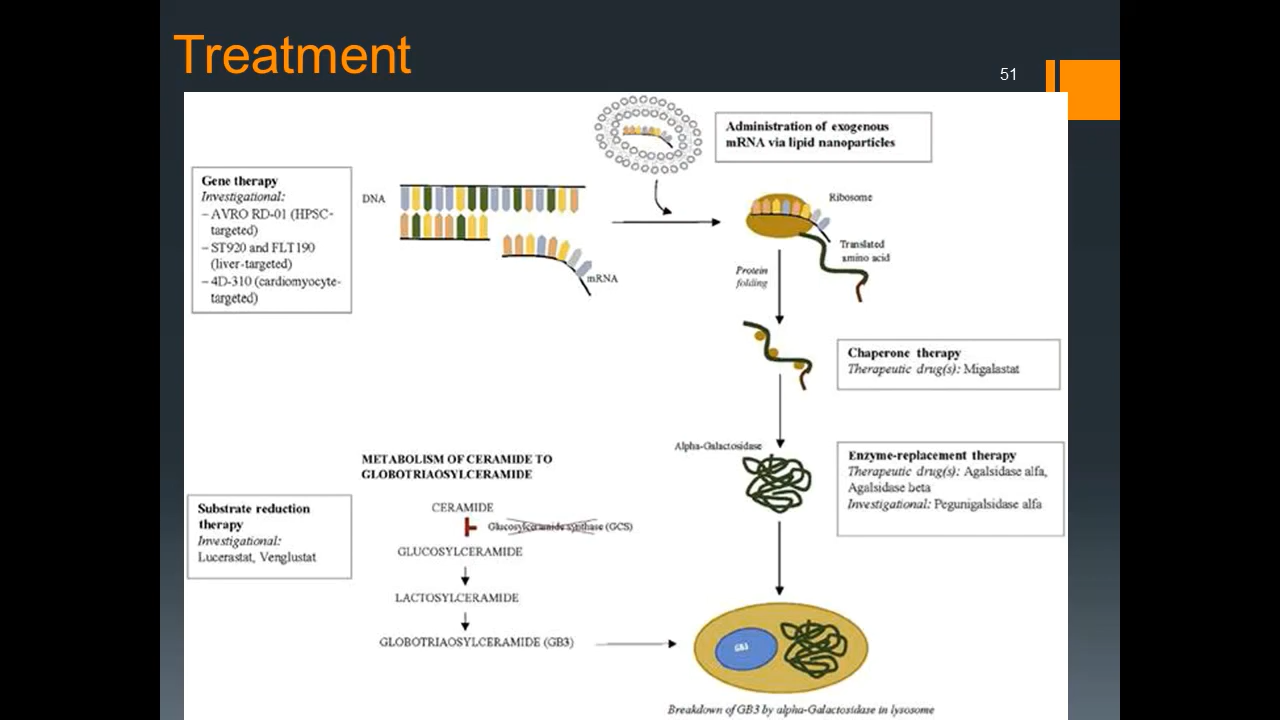 Treatment
51
Administration of exogenous
mRNA via lipid nanoparticles
Gene therapy
Investigational:
– AVRO RD-01 (HPSC-
targeted)
– ST920 and FLT190
(liver-targeted)
– 4D-310 (cardiomyocyte-
targeted)
DNA
mRNA
Ribosome
Translated
amino acid
Protein
folding
Chaperone therapy
Therapeutic drug(s): Migalastat
Alpha-Galactosidase
Enzyme-replacement therapy
Therapeutic drug(s): Agalsidase alfa,
Agalsidase beta
Investigational: Pegunigalsidase alfa
METABOLISM OF CERAMIDE TO
GLOBOTRIAOSYLCERAMIDE
Substrate reduction
therapy
Investigational:
Lucerastat, Venglustat
CERAMIDE
Glucosylceramide synthase (GCS)
GLUCOSYLCERAMIDE
LACTOSYLCERAMIDE
GLOBOTRIAOSYLCERAMIDE (GB3)
GB3
Breakdown of GB3 by alpha-Galactosidase in lysosome